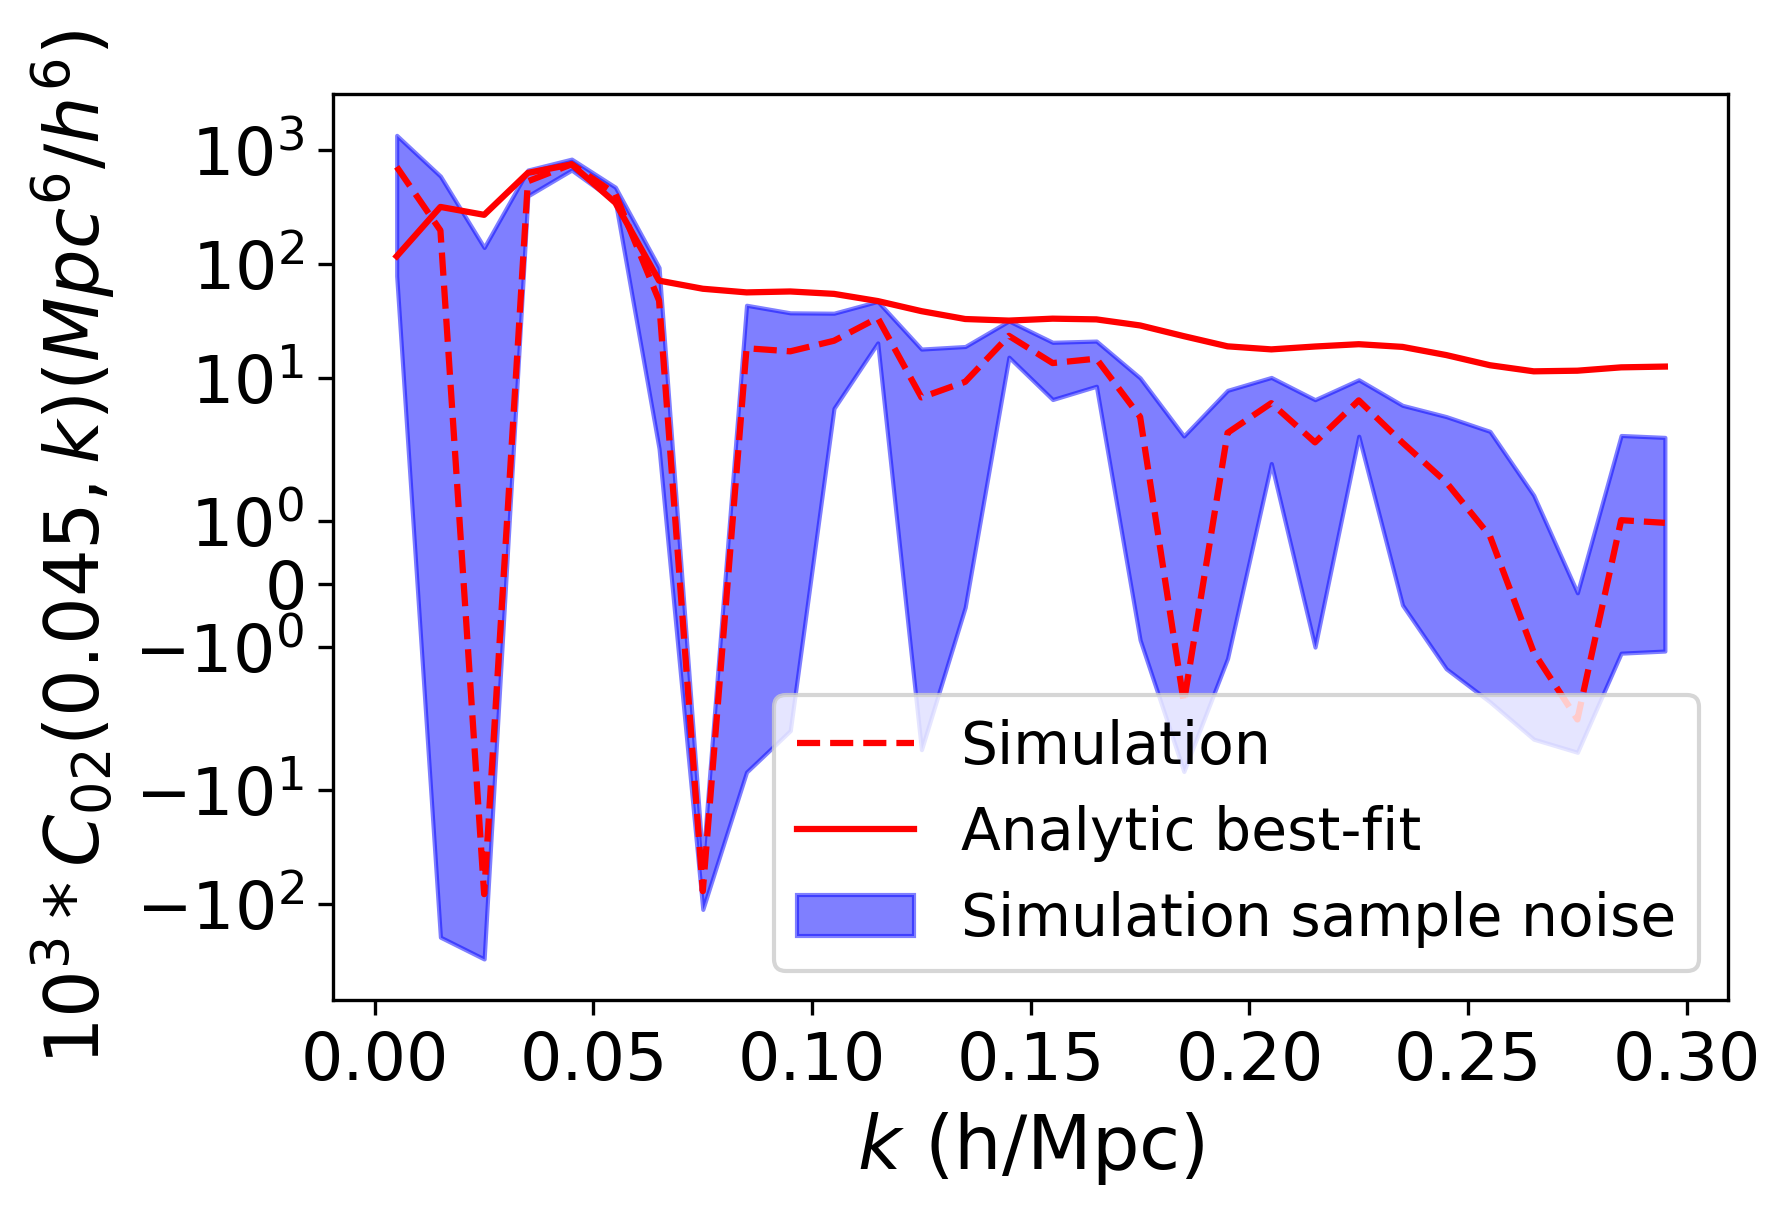 10³ * C₀₂(0.045, k)(Mpc⁶/h⁶)
10³
10²
10¹
10⁰
0
−10⁰
−10¹
−10²
Simulation
Analytic best-fit
Simulation sample noise
0.00 0.05 0.10 0.15 0.20 0.25 0.30
k (h/Mpc)